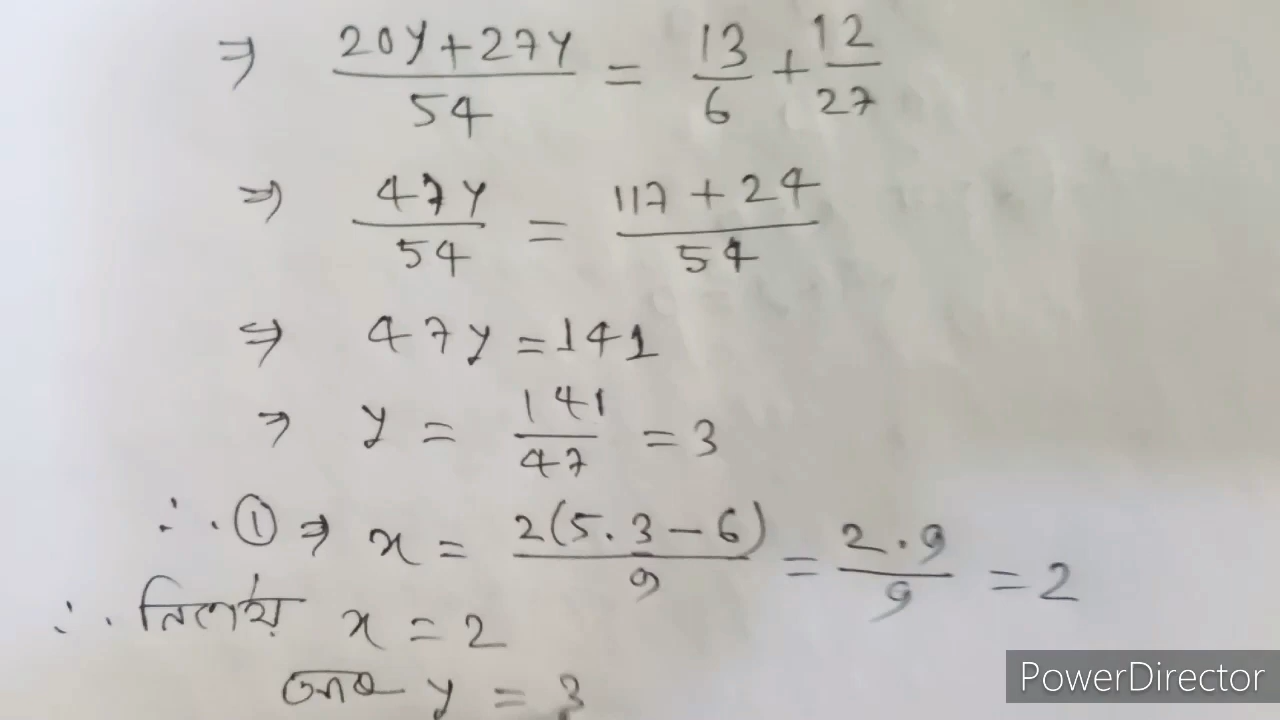 ⇒ (20y+27y)/54 = 13/6 + 12/27
⇒ 47y/54 = (117 + 24)/54
⇒ 47y = 141
⇒ y = 141/47 = 3
∴ ① ⇒ x = 2(5.3 − 6)/9 = 2.9/9 = 2
∴ নির্ণেয় x = 2
y = 3
PowerDirector